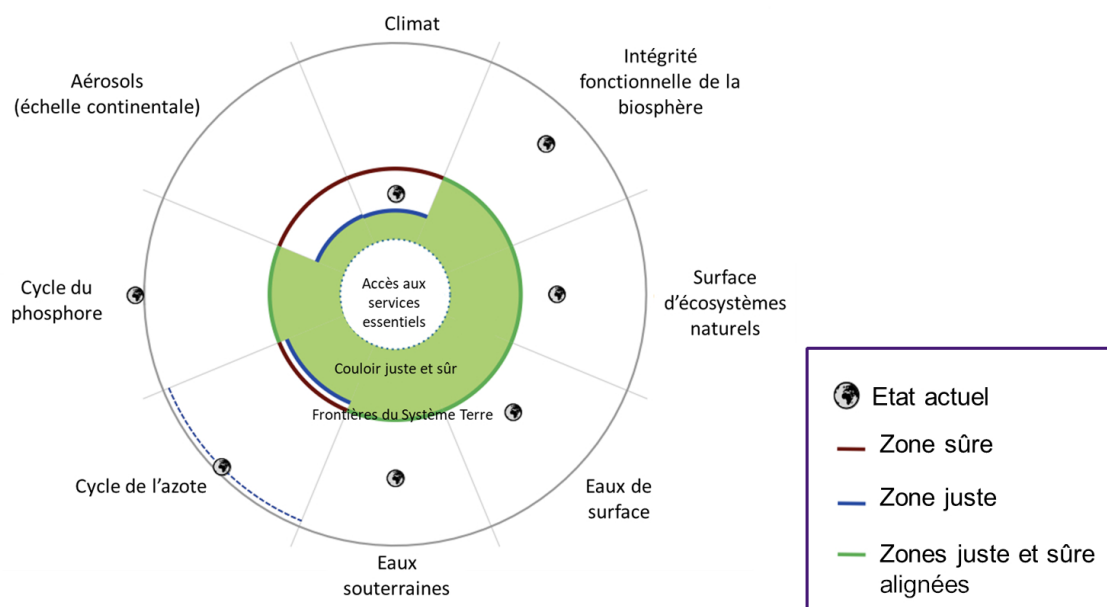 Climat
Intégrité
fonctionnelle de la
biosphère
Aérosols
(échelle continentale)
Cycle du
phosphore
Accès aux
services
essentiels
Surface
d'écosystèmes
naturels
Couloir juste et sûr
Frontières du Système Terre
Cycle de l'azote
Eaux de
surface
Eaux
souterraines
Etat actuel
Zone sûre
Zone juste
Zones juste et sûre
alignées